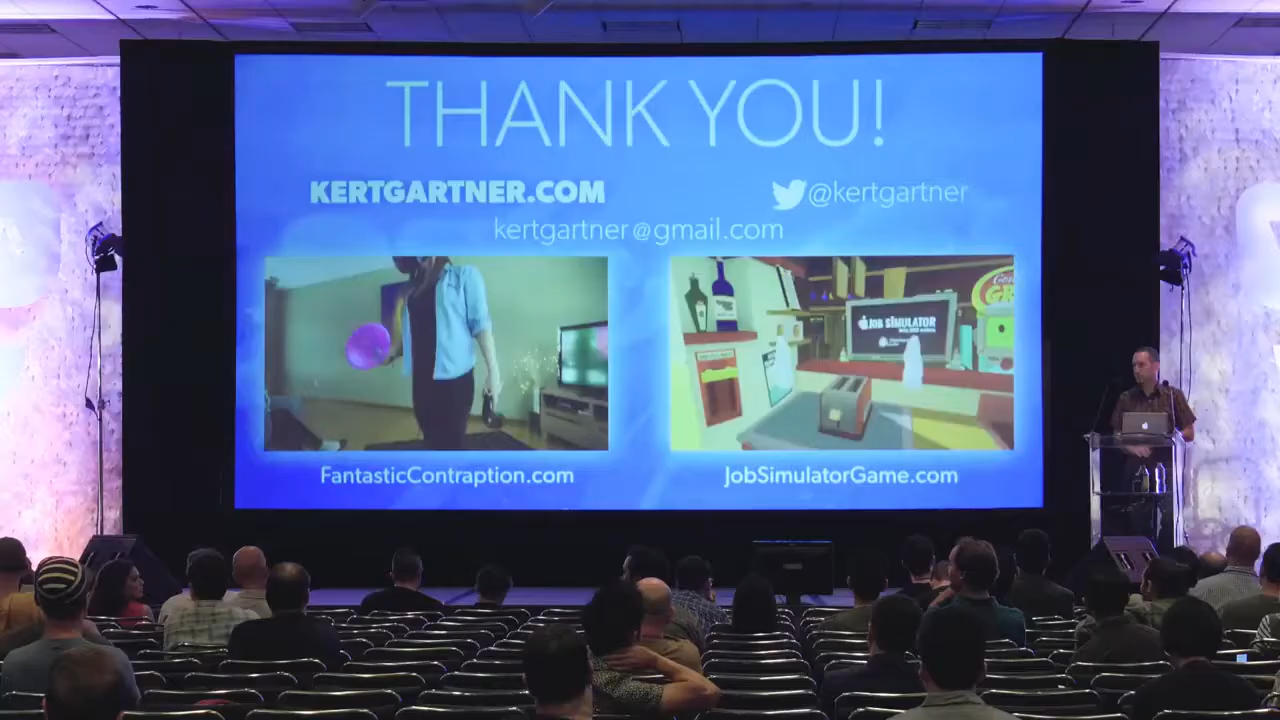 THANK YOU!
KERTGARTNER.COM
@kertgartner
kertgartner@gmail.com
JOB SIMULATOR
FantasticContraption.com
JobSimulatorGame.com